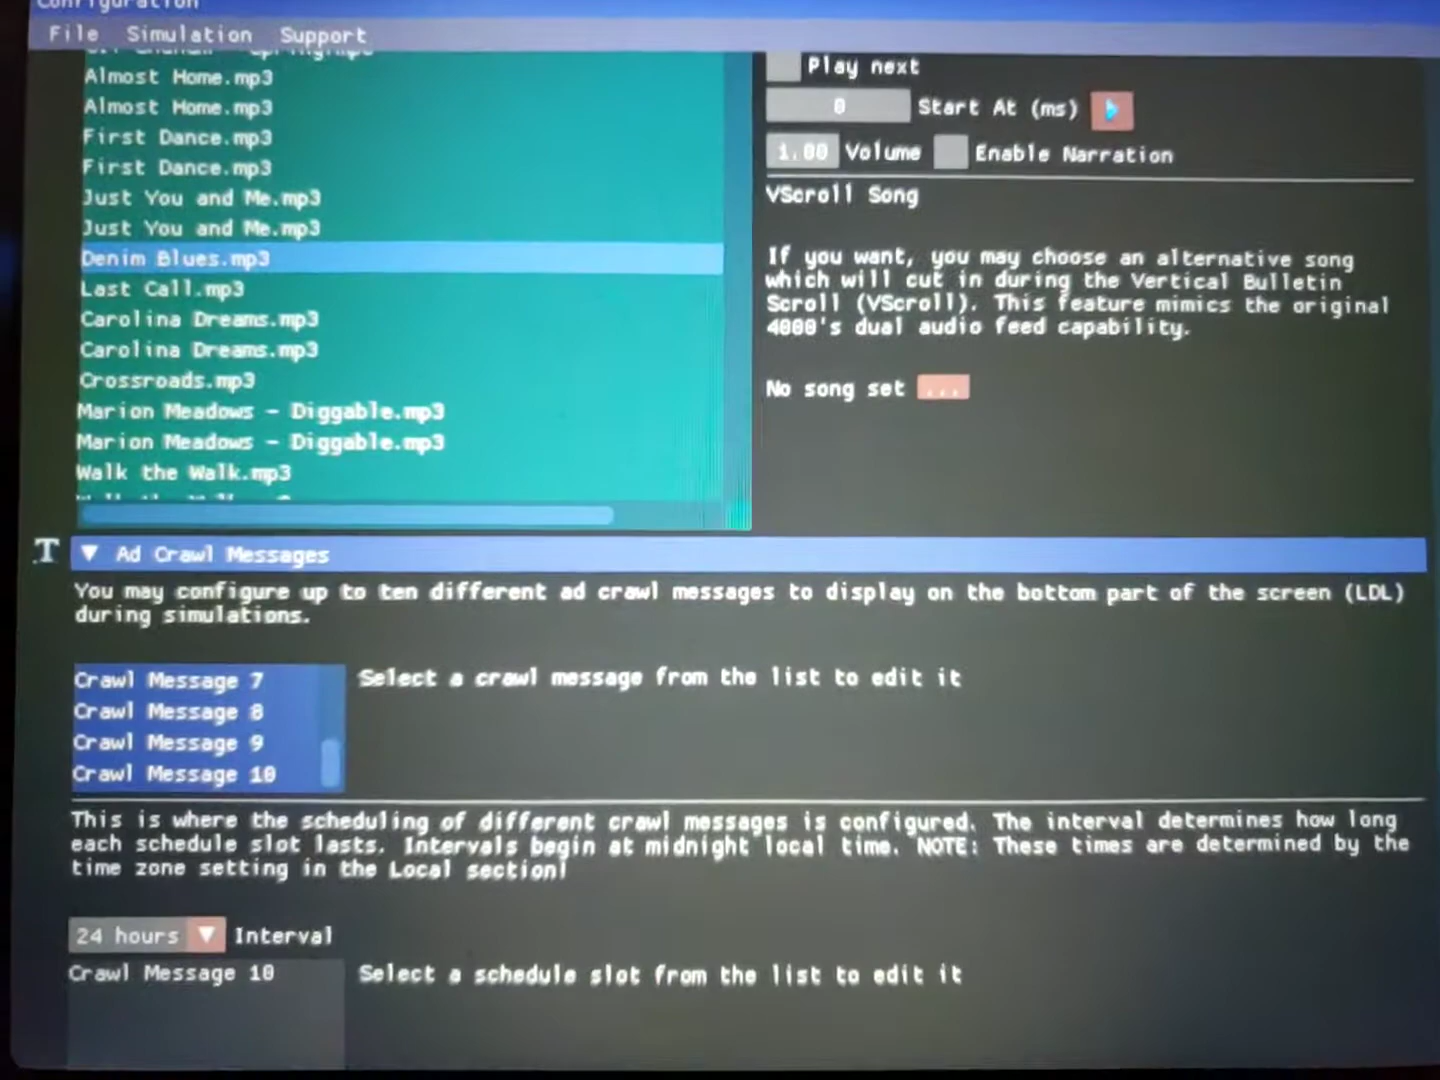 Configuration
File Simulation Support
Almost Home.mp3
Almost Home.mp3
First Dance.mp3
First Dance.mp3
Just You and Me.mp3
Just You and Me.mp3
Denim Blues.mp3
Last Call.mp3
Carolina Dreams.mp3
Carolina Dreams.mp3
Crossroads.mp3
Marion Meadows - Diggable.mp3
Marion Meadows - Diggable.mp3
Walk the Walk.mp3
Play next
0 Start At (ms)
1.00 Volume Enable Narration
VScroll Song
If you want, you may choose an alternative song
which will cut in during the Vertical Bulletin
Scroll (VScroll). This feature mimics the original
4000's dual audio feed capability.
No song set ...
T ▼ Ad Crawl Messages
You may configure up to ten different ad crawl messages to display on the bottom part of the screen (LDL)
during simulations.
Crawl Message 7
Crawl Message 8
Crawl Message 9
Crawl Message 10
Select a crawl message from the list to edit it
This is where the scheduling of different crawl messages is configured. The interval determines how long
each schedule slot lasts. Intervals begin at midnight local time. NOTE: These times are determined by the
time zone setting in the Local section!
24 hours ▼ Interval
Crawl Message 10
Select a schedule slot from the list to edit it